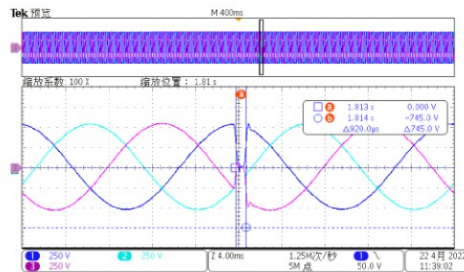 Tek 预览 M 400ms
缩放系数: 100 X 缩放位置: 1.81s
a 1.813 s 0.000 V
b 1.814 s -745.0 V
Δ920.0μs Δ745.0 V
1 250 V 2 250 V Z 4.00ms 1.25M次/秒 1
3 250 V 5M 点 50.0 V
22 4月 202
11:39:02